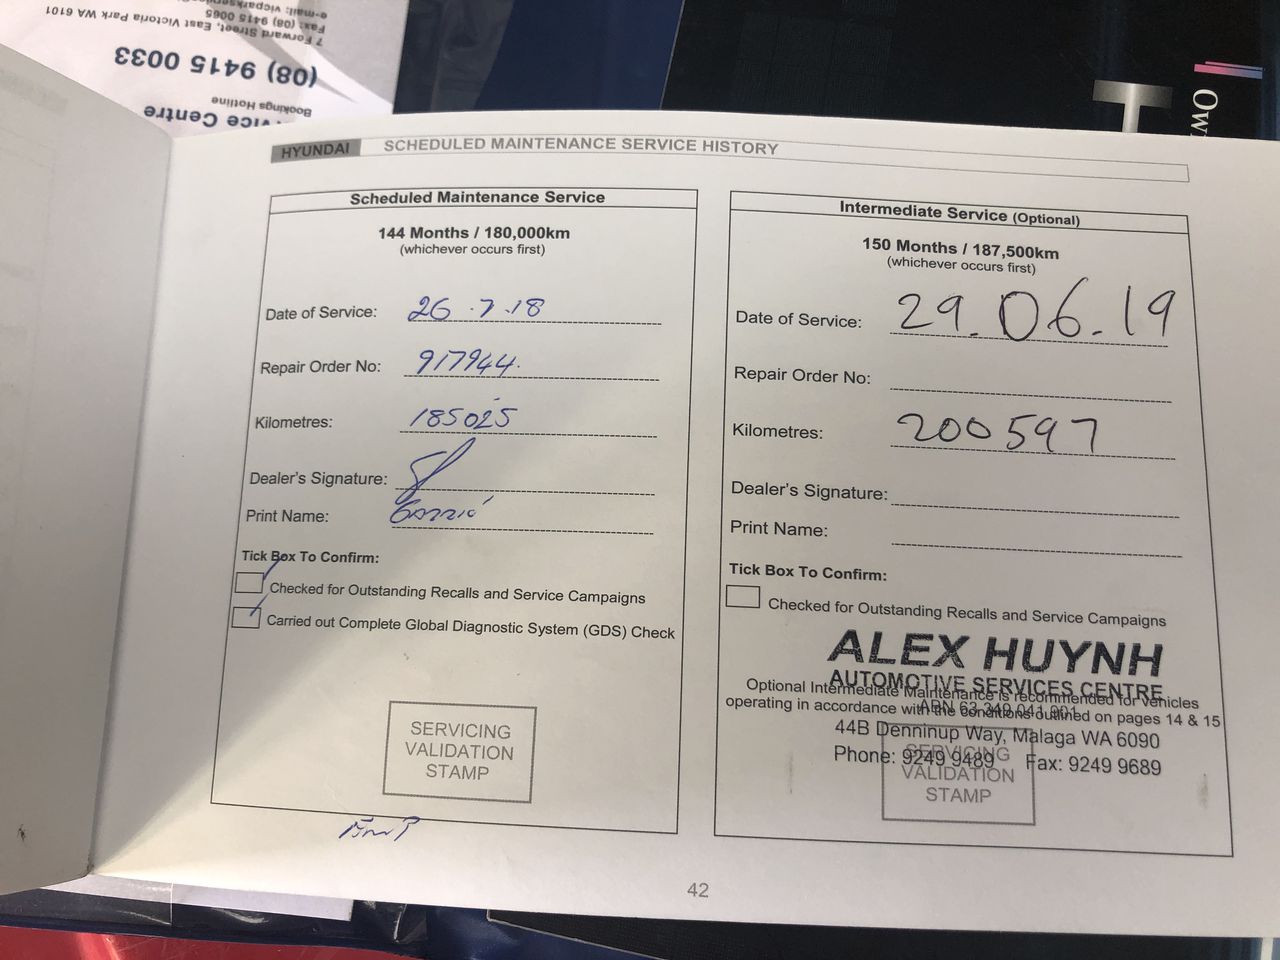 7 Forward Street, East Victoria Park WA 6101
Fax: (08) 9415 0065
(08) 9415 0033
Bookings Hotline
Centre
Ow
HYUNDAI SCHEDULED MAINTENANCE SERVICE HISTORY
Scheduled Maintenance Service
144 Months / 180,000km
(whichever occurs first)
Date of Service: 26.7.18
Repair Order No: 917944.
Kilometres: 185025
Dealer's Signature:
Print Name:
Tick Box To Confirm:
Checked for Outstanding Recalls and Service Campaigns
Carried out Complete Global Diagnostic System (GDS) Check
SERVICING
VALIDATION
STAMP
Intermediate Service (Optional)
150 Months / 187,500km
(whichever occurs first)
Date of Service: 29.06.19
Repair Order No:
Kilometres: 200597
Dealer's Signature:
Print Name:
Tick Box To Confirm:
Checked for Outstanding Recalls and Service Campaigns
ALEX HUYNH
AUTOMOTIVE SERVICES CENTRE
Optional Intermediate Maintenance is recommended for vehicles
operating in accordance with the conditions outlined on pages 14 & 15
44B Denninup Way, Malaga WA 6090
Phone: 9249 9489 Fax: 9249 9689
SERVICING
VALIDATION
STAMP
42